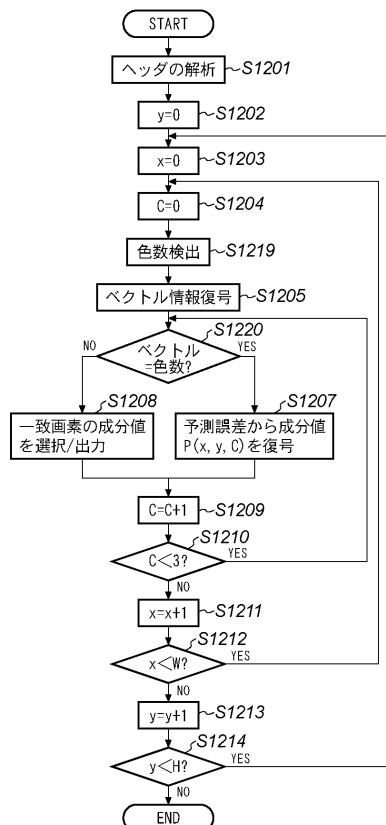 START
ヘッダの解析 S1201
y=0 S1202
x=0 S1203
C=0 S1204
色数検出 S1219
ベクトル情報復号 S1205
S1220
NO ベクトル YES
=色数?
S1208 S1207
一致画素の成分値 予測誤差から成分値
を選択/出力 P(x, y, C)を復号
C=C+1 S1209
S1210
C<3? YES
NO
x=x+1 S1211
S1212
x<W? YES
NO
y=y+1 S1213
S1214
y<H? YES
NO
END